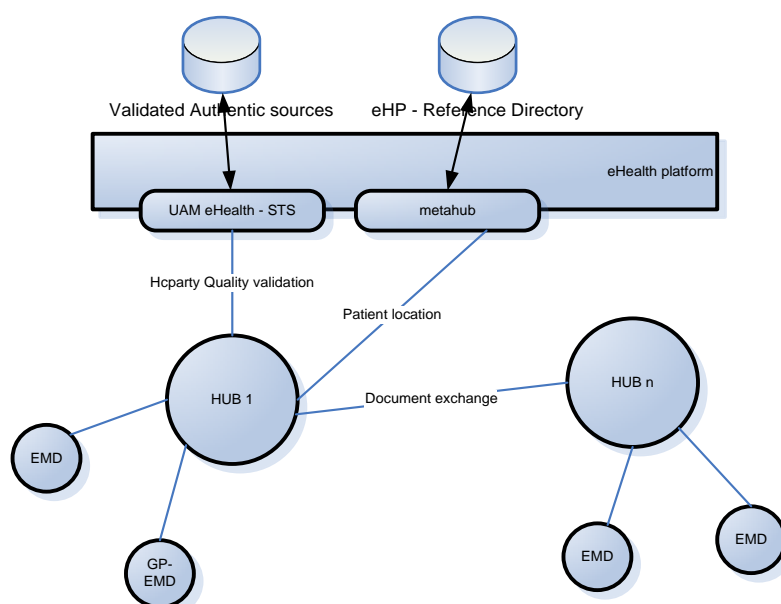 Validated Authentic sources
eHP - Reference Directory
eHealth platform
UAM eHealth - STS
metahub
Hcparty Quality validation
Patient location
HUB 1
Document exchange
HUB n
EMD
GP-
EMD
EMD
EMD